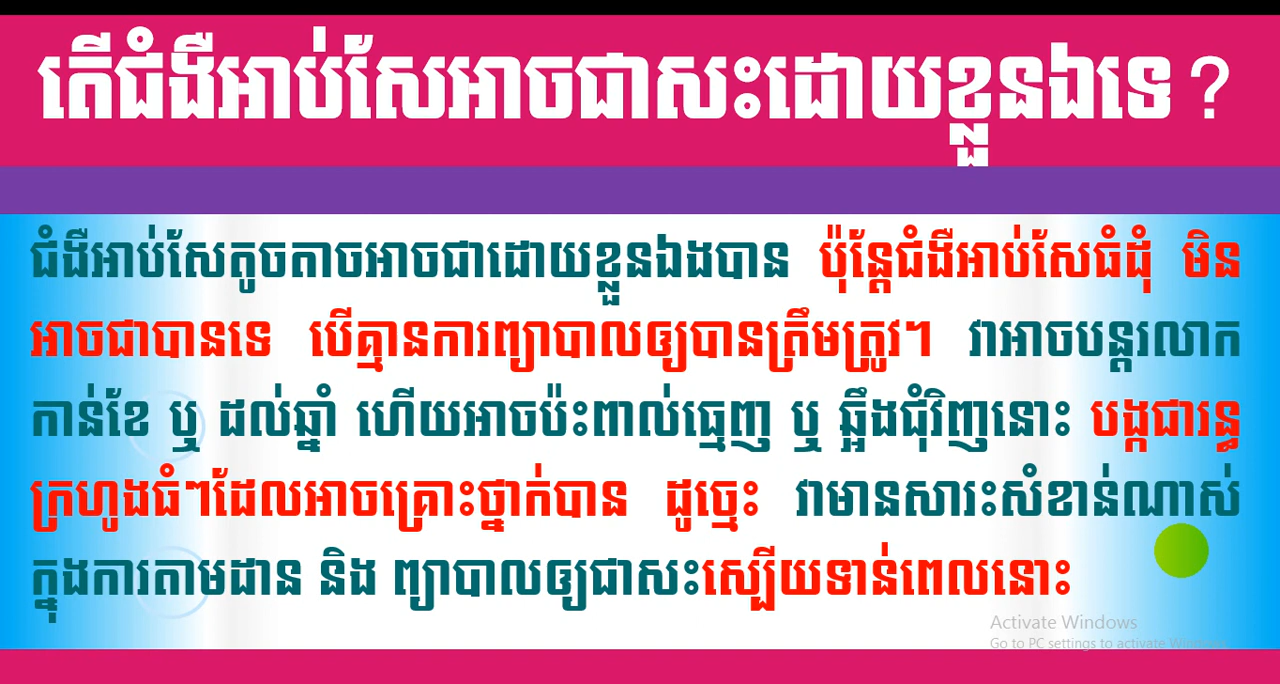 តើជំងឺអាប់សែអាចជាសះដោយខ្លួនឯទេ ?
ជំងឺអាប់សែតូចតាចអាចជាដោយខ្លួនឯងបាន ប៉ុន្តែជំងឺអាប់សែធំដុំ មិន
អាចជាបានទេ បើគ្មានការព្យាបាលឲ្យបានត្រឹមត្រូវ។ វាអាចបន្តរលាក
កាន់ខែ ឬ ដល់ឆ្នាំ ហើយអាចប៉ះពាល់ធ្មេញ ឬ ឆ្អឹងជុំវិញនោះ បង្កជារន្ធ
ក្រហូងធំៗដែលអាចគ្រោះថ្នាក់បាន ដូច្មេះ វាមានសារះសំខាន់ណាស់
ក្នុងការតាមដាន និង ព្យាបាលឲ្យជាសះស្បើយទាន់ពេលនោះ
Activate Windows
Go to PC settings to activate Windows.